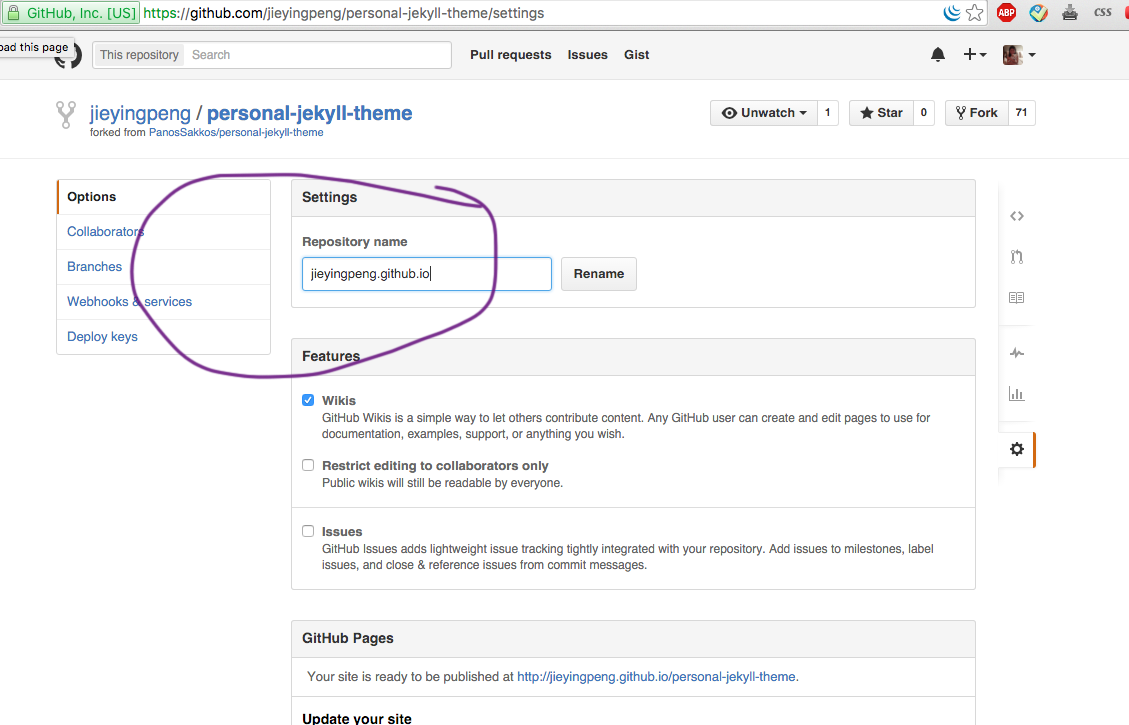 GitHub, Inc. [US] https://github.com/jieyingpeng/personal-jekyll-theme/settings
ABP
CSS
oad this page
This repository Search
Pull requests Issues Gist
jieyingpeng / personal-jekyll-theme
forked from PanosSakkos/personal-jekyll-theme
Unwatch 1 Star 0 Fork 71
Options
Collaborators
Branches
Webhooks & services
Deploy keys
Settings
Repository name
jieyingpeng.github.io
Rename
Features
Wikis
GitHub Wikis is a simple way to let others contribute content. Any GitHub user can create and edit pages to use for
documentation, examples, support, or anything you wish.
Restrict editing to collaborators only
Public wikis will still be readable by everyone.
Issues
GitHub Issues adds lightweight issue tracking tightly integrated with your repository. Add issues to milestones, label
issues, and close & reference issues from commit messages.
GitHub Pages
Your site is ready to be published at http://jieyingpeng.github.io/personal-jekyll-theme.
Update your site